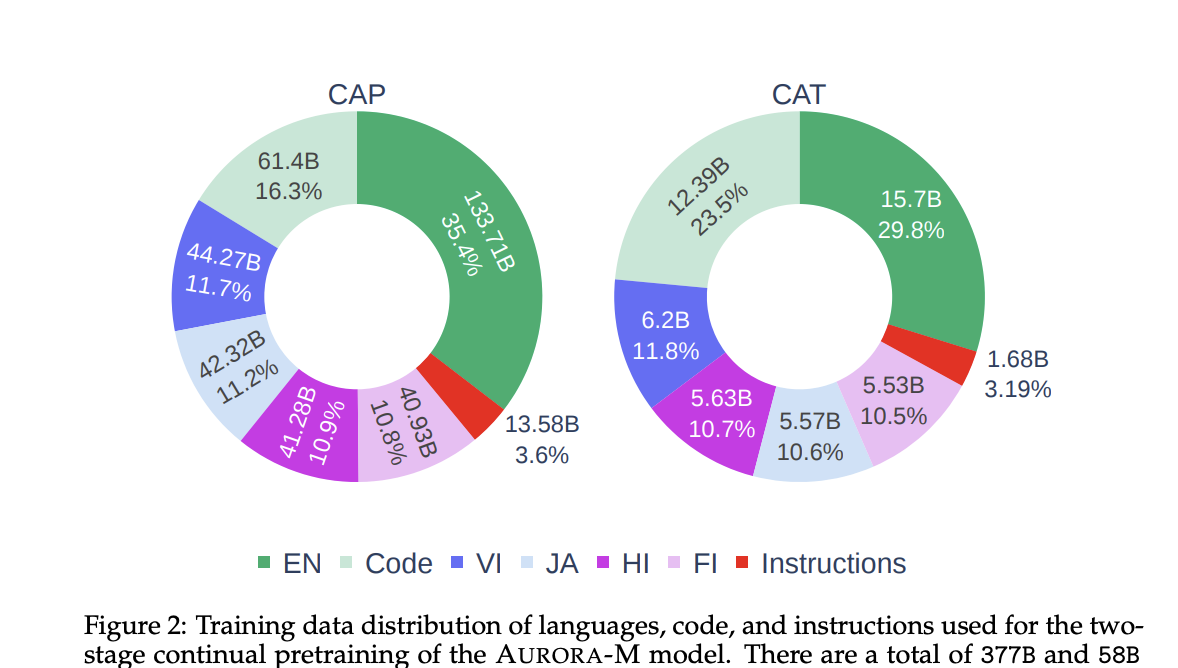 CAP
61.4B
16.3%
133.71B
35.4%
44.27B
11.7%
42.32B
11.2%
41.28B
10.9%
40.93B
10.8%
13.58B
3.6%
CAT
12.39B
23.5%
15.7B
29.8%
6.2B
11.8%
5.63B
10.7%
5.57B
10.6%
5.53B
10.5%
1.68B
3.19%
EN Code VI JA HI FI Instructions
Figure 2: Training data distribution of languages, code, and instructions used for the two-
stage continual pretraining of the AURORA-M model. There are a total of 377B and 58B